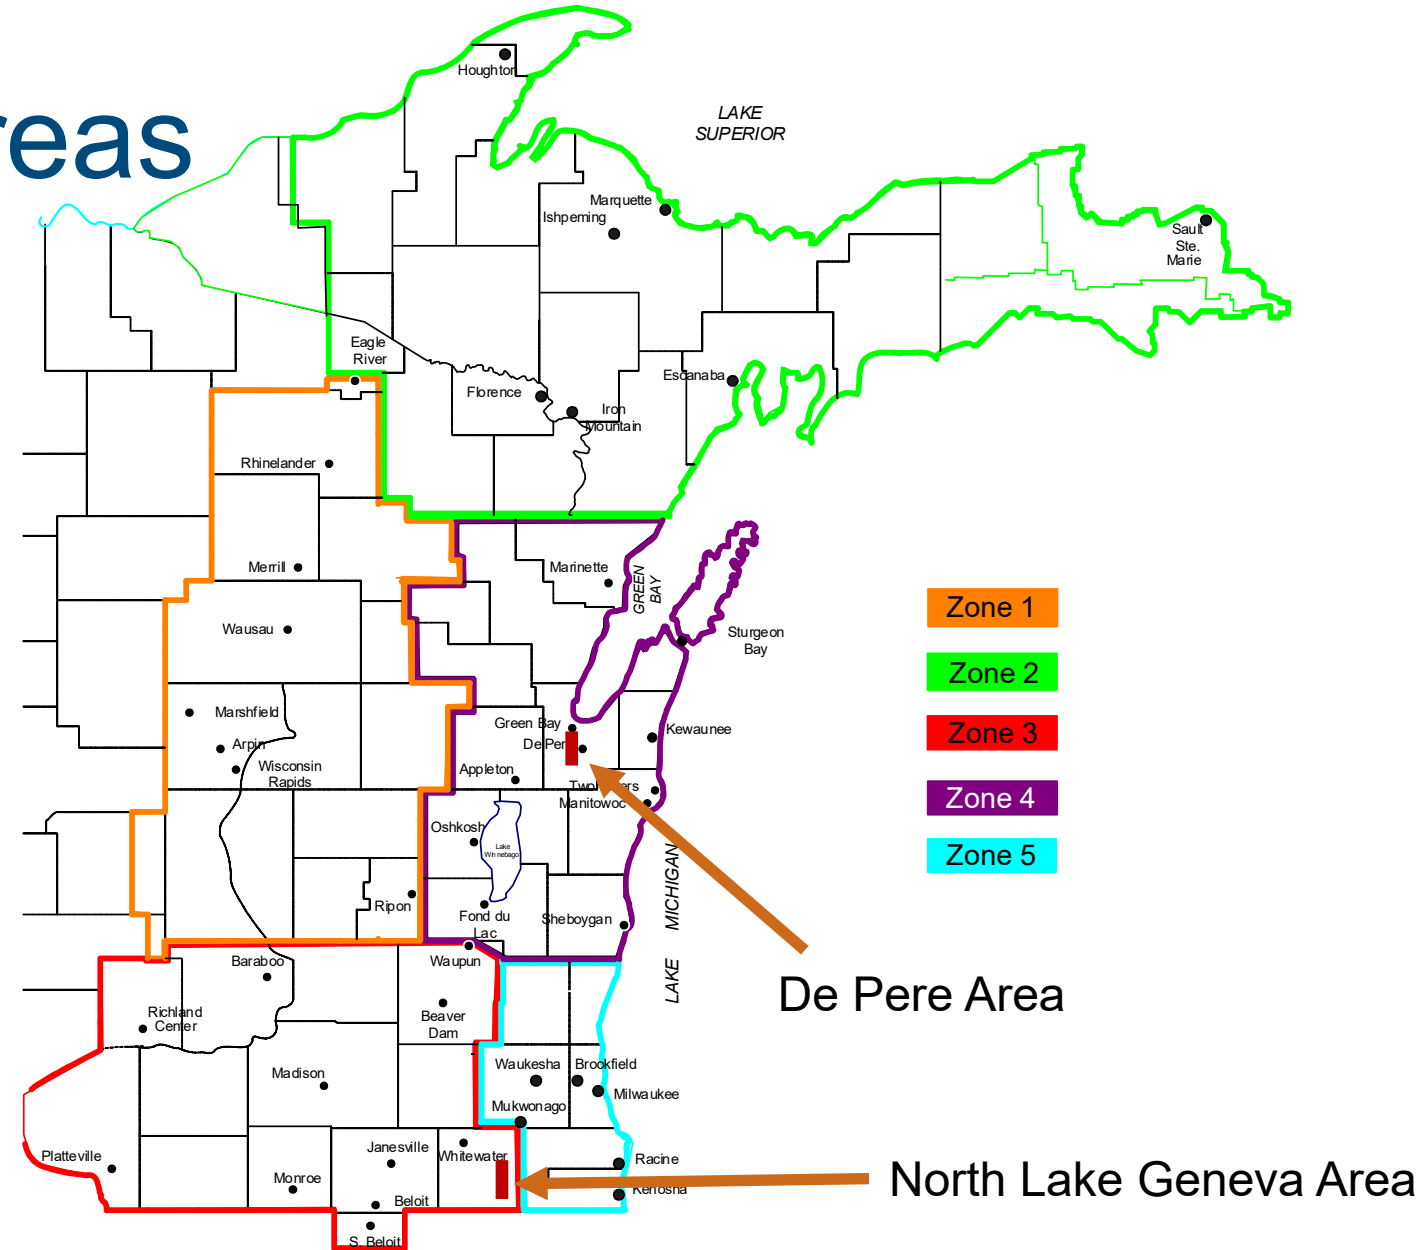 reas
Houghton
LAKE
SUPERIOR
Marquette
Ishpeming
Sault
Ste.
Marie
Eagle
River
Escanaba
Florence
Iron
Mountain
Rhinelander
Merrill
Marinette
GREEN
BAY
Wausau
Sturgeon
Bay
Zone 1
Zone 2
Zone 3
Zone 4
Zone 5
Marshfield
Arpin
Wisconsin
Rapids
Green Bay
De Per
Kewaunee
Appleton
Manitowoc
Oshkosh
Lake
Winnebago
Ripon
Fond du
Lac
Sheboygan
LAKE MICHIGAN
Waupun
Baraboo
De Pere Area
Richland
Center
Beaver
Dam
Waukesha
Brookfield
Madison
Milwaukee
Mukwonago
Janesville
Whitewater
Platteville
Racine
Monroe
North Lake Geneva Area
Kenosha
Beloit
S. Beloit